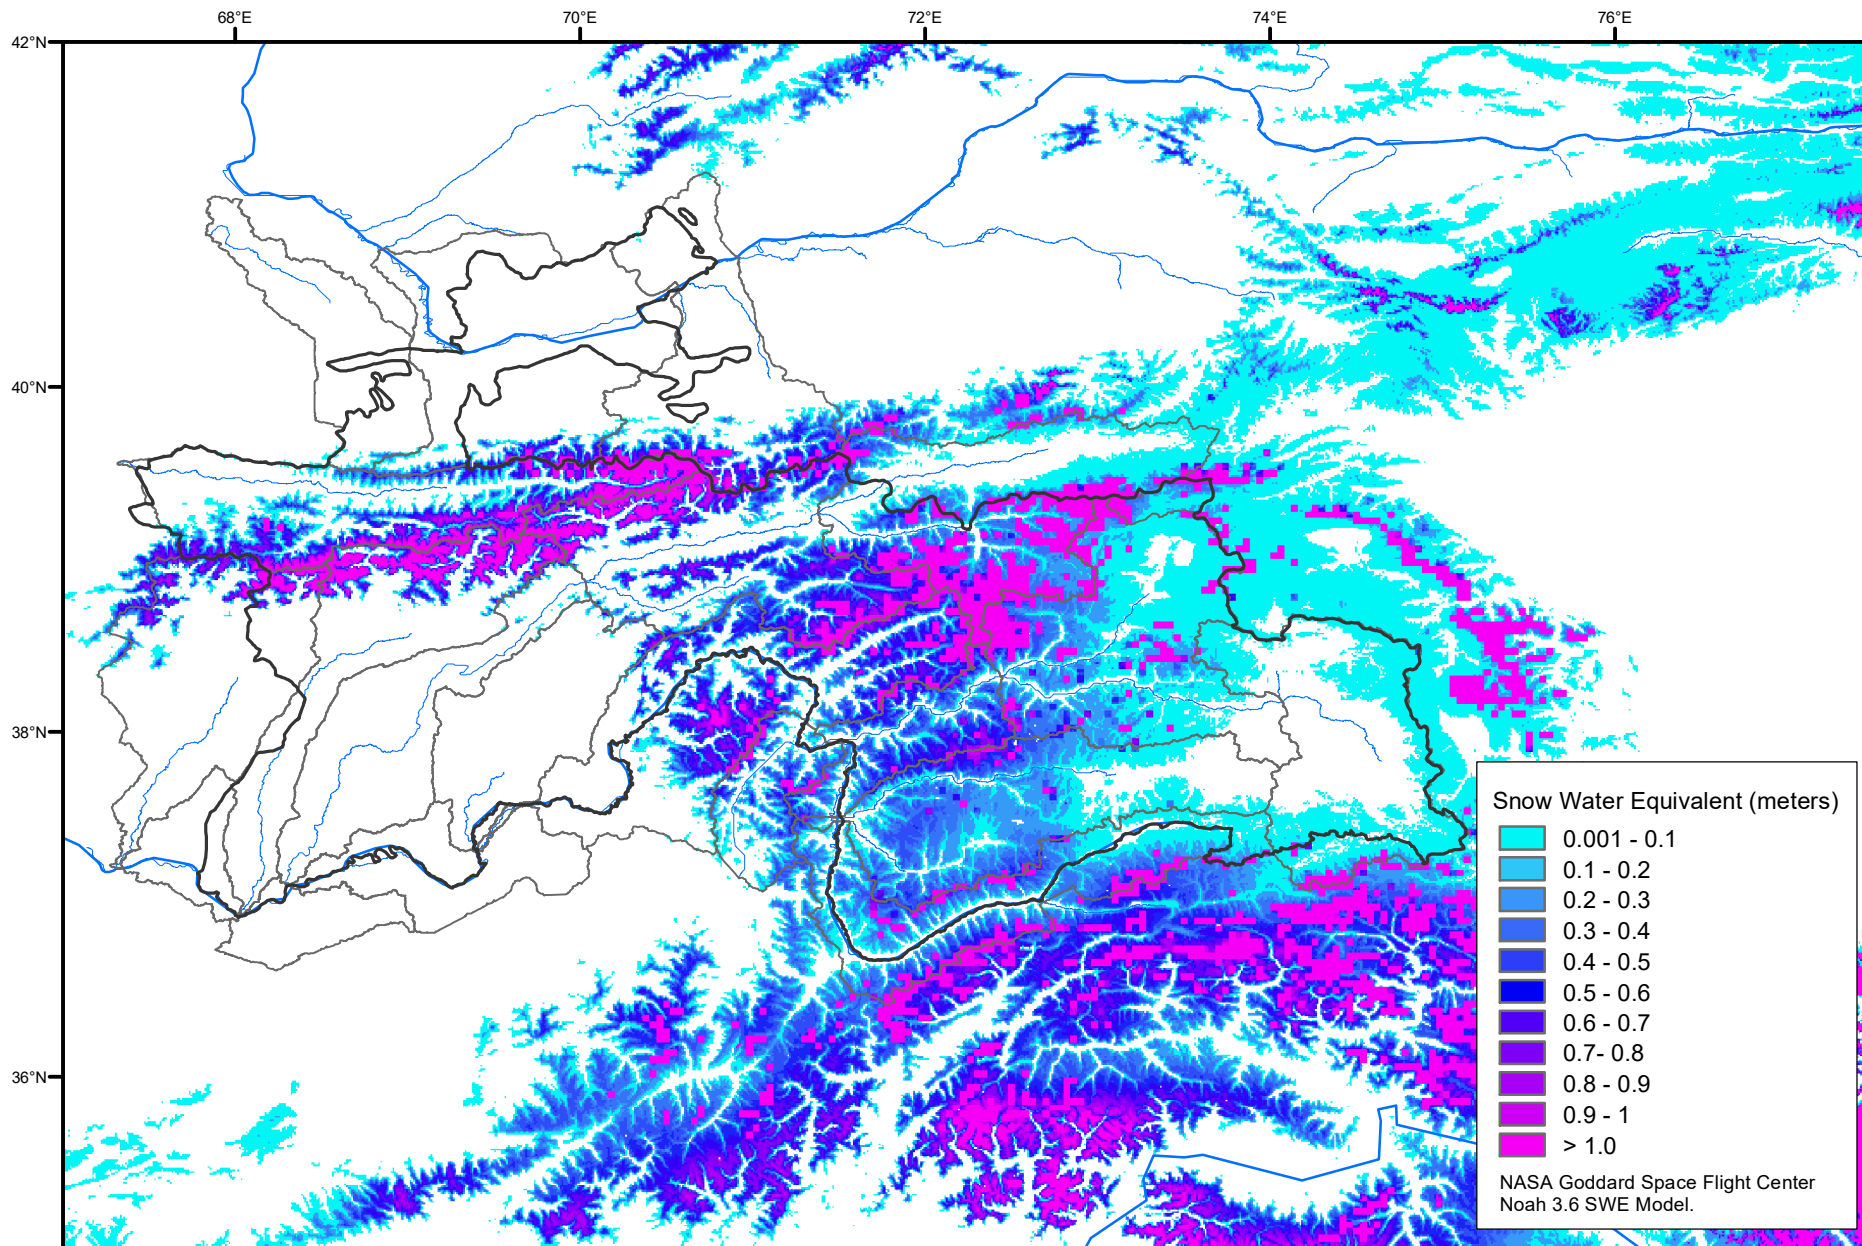 68°E
70°E
72°E
74°E
76°E
42°N
40°N
38°N
36°N
Snow Water Equivalent (meters)
0.001 - 0.1
0.1 - 0.2
0.2 - 0.3
0.3 - 0.4
0.4 - 0.5
0.5 - 0.6
0.6 - 0.7
0.7- 0.8
0.8 - 0.9
0.9 - 1
> 1.0
NASA Goddard Space Flight Center
Noah 3.6 SWE Model.